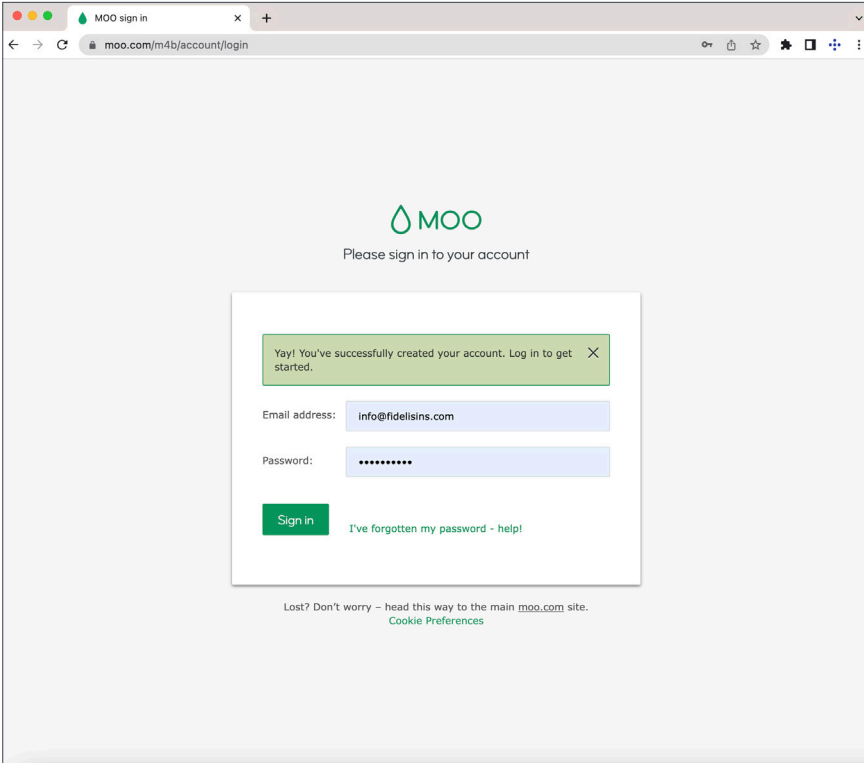 MOO sign in
moo.com/m4b/account/login
MOO
Please sign in to your account
Yay! You've successfully created your account. Log in to get
started.
Email address: info@fidelisins.com
Password: ••••••••••
Sign in
I've forgotten my password - help!
Lost? Don’t worry – head this way to the main moo.com site.
Cookie Preferences